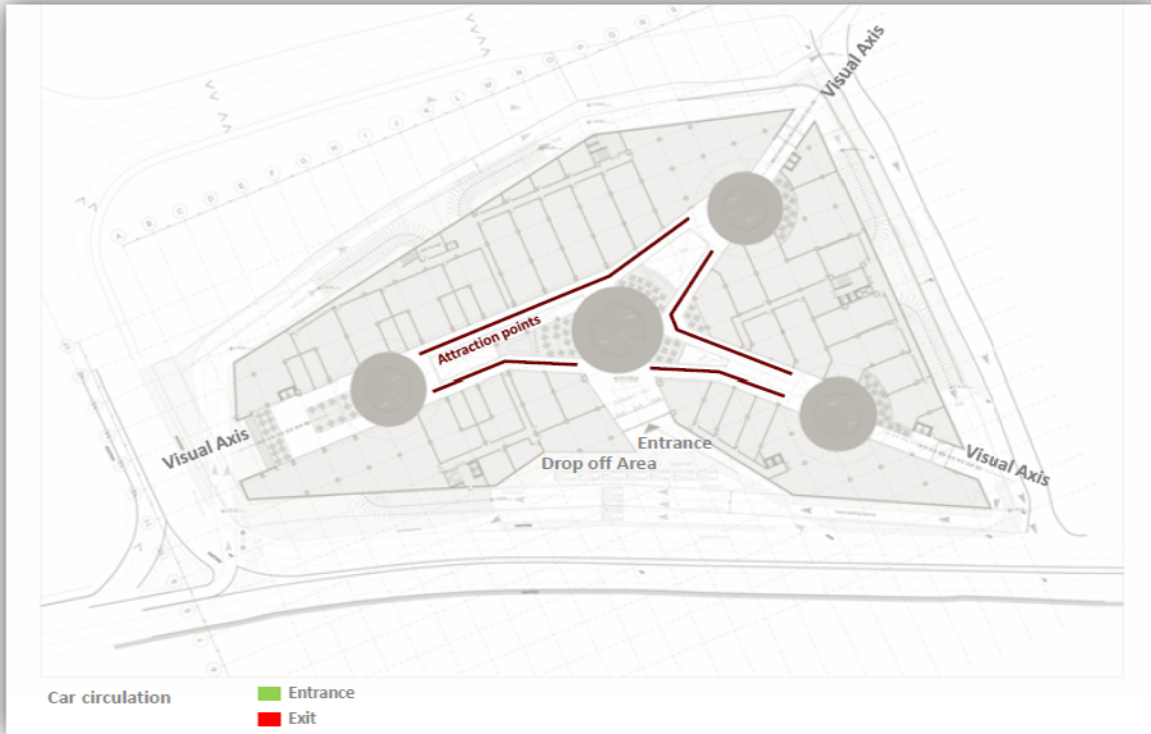 Visual Axis
A B C D E F G H I J K L M N O P Q R S
Attraction points
Visual Axis
Entrance
Drop off Area
Visual Axis
Car circulation
Entrance
Exit